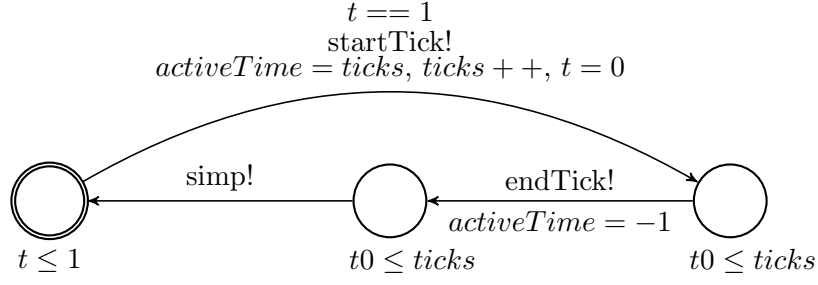 t == 1
startTick!
activeTime = ticks, ticks + +, t = 0
simp!
endTick!
activeTime = −1
t ≤ 1
t0 ≤ ticks
t0 ≤ ticks